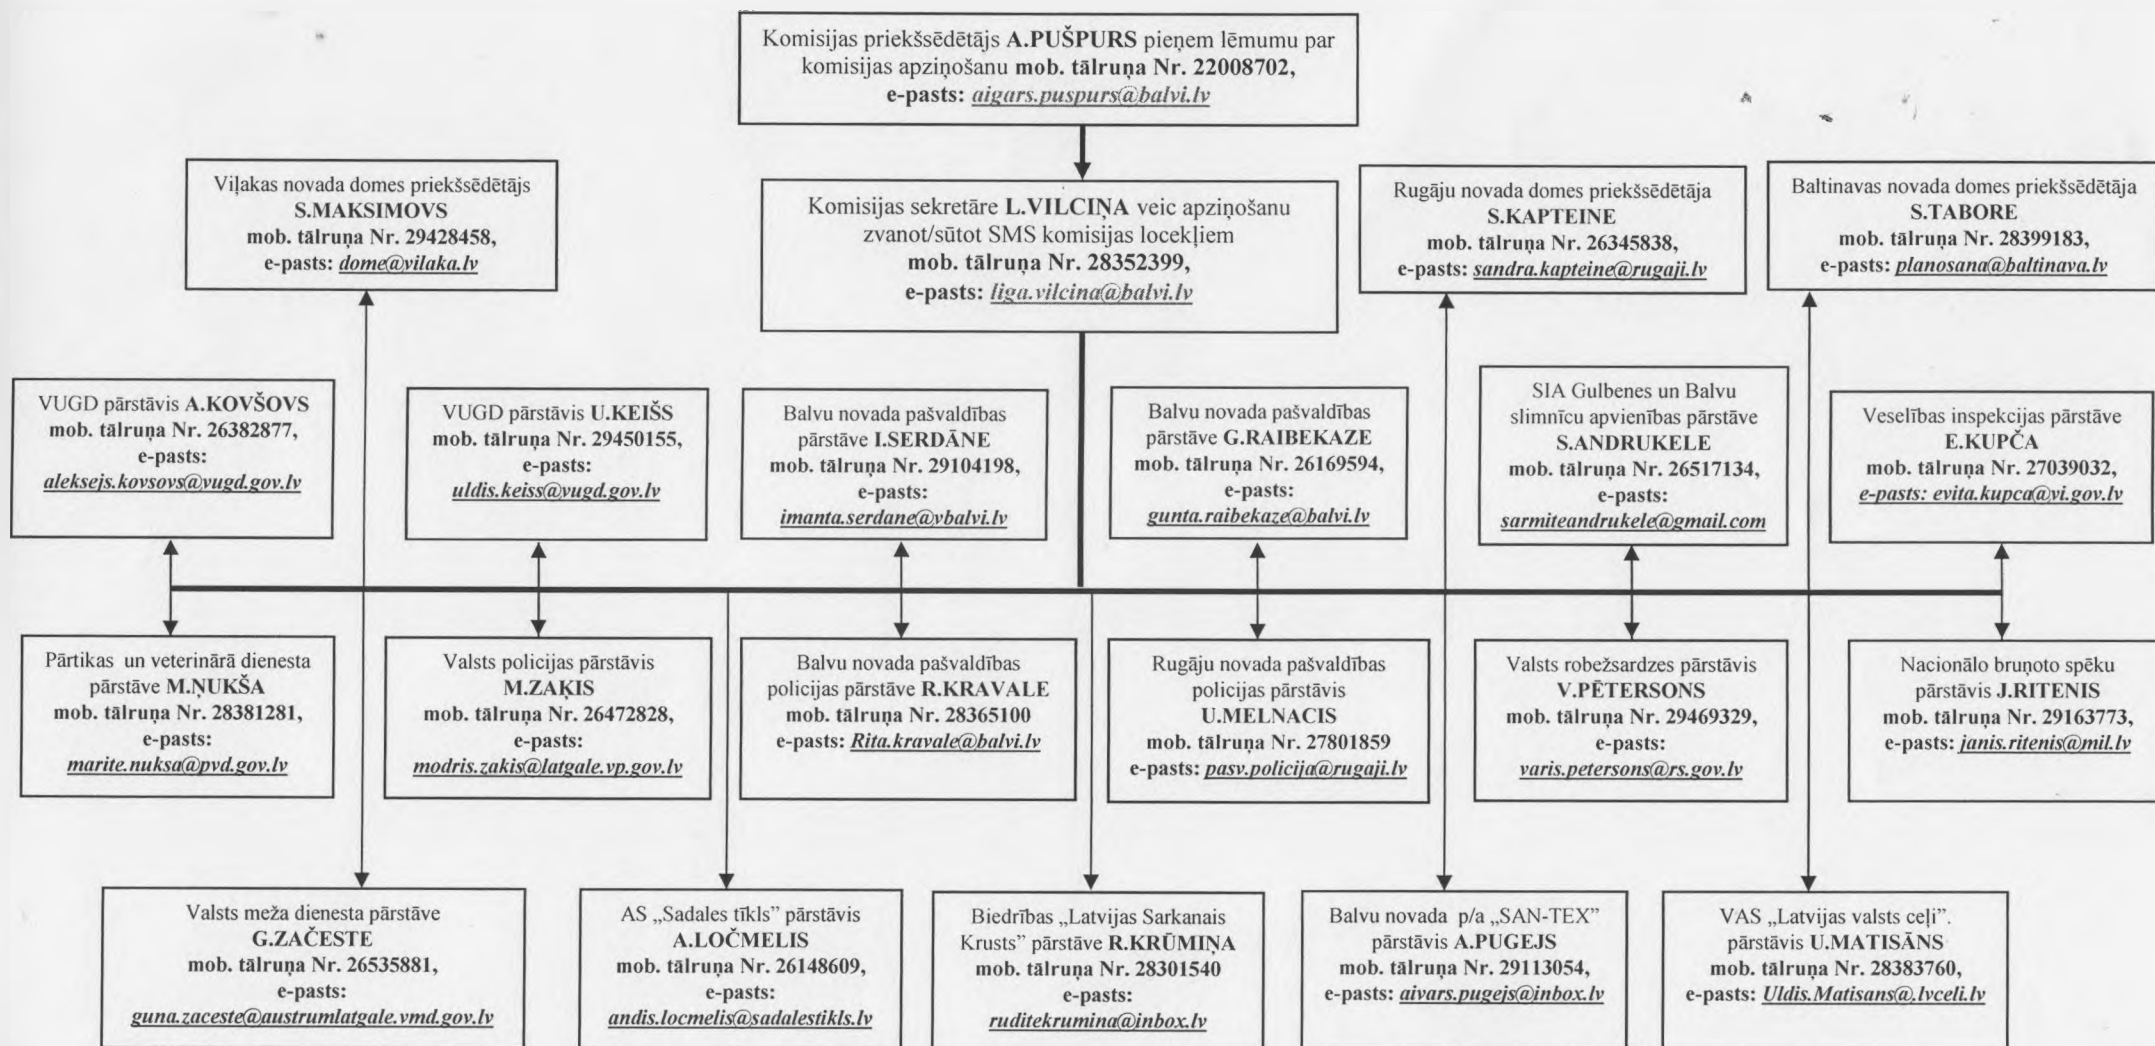 Komisijas priekšsēdētājs A.PUŠPURS pieņem lēmumu par
komisijas apziņošanu mob. tālruņa Nr. 22008702,
e-pasts: aigars.puspurs@balvi.lv
Viļakas novada domes priekšsēdētājs
S.MAKSIMOVS
mob. tālruņa Nr. 29428458,
e-pasts: dome@vilaka.lv
Komisijas sekretāre L.VILCIŅA veic apziņošanu
zvanot/sūtot SMS komisijas locekļiem
mob. tālruņa Nr. 28352399,
e-pasts: liga.vilcina@balvi.lv
Rugāju novada domes priekšsēdētāja
S.KAPTEINE
mob. tālruņa Nr. 26345838,
e-pasts: sandra.kapteine@rugaji.lv
Baltinavas novada domes priekšsēdētāja
S.TABORE
mob. tālruņa Nr. 28399183,
e-pasts: planosana@baltinava.lv
VUGD pārstāvis A.KOVŠOVS
mob. tālruņa Nr. 26382877,
e-pasts:
aleksejs.kovsovs@vugd.gov.lv
VUGD pārstāvis U.KEIŠS
mob. tālruņa Nr. 29450155,
e-pasts:
uldis.keiss@vugd.gov.lv
Balvu novada pašvaldības
pārstāve I.SERDĀNE
mob. tālruņa Nr. 29104198,
e-pasts:
imanta.serdane@vbalvi.lv
Balvu novada pašvaldības
pārstāve G.RAIBEKAZE
mob. tālruņa Nr. 26169594,
e-pasts:
gunta.raibekaze@balvi.lv
SIA Gulbenes un Balvu
slimnīcu apvienības pārstāve
S.ANDRUKELE
mob. tālruņa Nr. 26517134,
e-pasts:
sarmiteandrukele@gmail.com
Veselības inspekcijas pārstāve
E.KUPČA
mob. tālruņa Nr. 27039032,
e-pasts: evita.kupca@vi.gov.lv
Pārtikas un veterinārā dienesta
pārstāve M.ŅUKŠA
mob. tālruņa Nr. 28381281,
e-pasts:
marite.nuksa@pvd.gov.lv
Valsts policijas pārstāvis
M.ZAĶIS
mob. tālruņa Nr. 26472828,
e-pasts:
modris.zakis@latgale.vp.gov.lv
Balvu novada pašvaldības
policijas pārstāve R.KRAVALE
mob. tālruņa Nr. 28365100
e-pasts: Rita.kravale@balvi.lv
Rugāju novada pašvaldības
policijas pārstāvis
U.MELNACIS
mob. tālruņa Nr. 27801859
e-pasts: pasv.policija@rugaji.lv
Valsts robežsardzes pārstāvis
V.PĒTERSONS
mob. tālruņa Nr. 29469329,
e-pasts:
varis.petersons@rs.gov.lv
Nacionālo bruņoto spēku
pārstāvis J.RITENIS
mob. tālruņa Nr. 29163773,
e-pasts: janis.ritenis@mil.lv
Valsts meža dienesta pārstāve
G.ZAČESTE
mob. tālruņa Nr. 26535881,
e-pasts:
guna.zaceste@austrumlatgale.vmd.gov.lv
AS „Sadales tīkls” pārstāvis
A.LOČMELIS
mob. tālruņa Nr. 26148609,
e-pasts:
andis.locmelis@sadalestikls.lv
Biedrības „Latvijas Sarkanais
Krusts” pārstāve R.KRŪMIŅA
mob. tālruņa Nr. 28301540
e-pasts:
ruditekrumina@inbox.lv
Balvu novada p/a „SAN-TEX”
pārstāvis A.PUGEJS
mob. tālruņa Nr. 29113054,
e-pasts: aivars.pugejs@inbox.lv
VAS „Latvijas valsts ceļi”.
pārstāvis U.MATISĀNS
mob. tālruņa Nr. 28383760,
e-pasts: Uldis.Matisans@.lvceli.lv